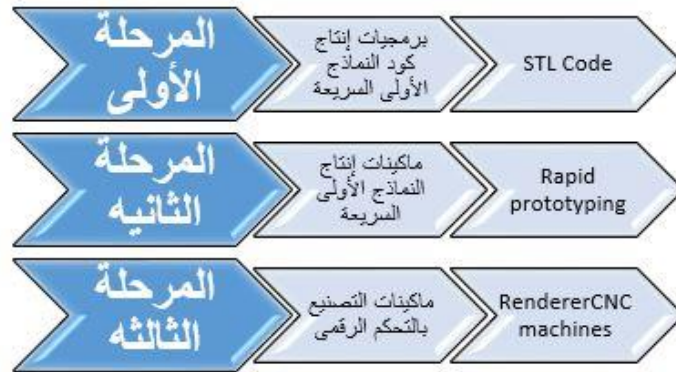 المرحلة
الأولى
برمجيات إنتاج
كود النماذج
الأولى السريعة
STL Code
المرحلة
الثانيه
ماكينات إنتاج
النماذج الأولى
السريعة
Rapid
prototyping
المرحلة
الثالثه
ماكينات التصنيع
بالتحكم الرقمى
RendererCNC
machines